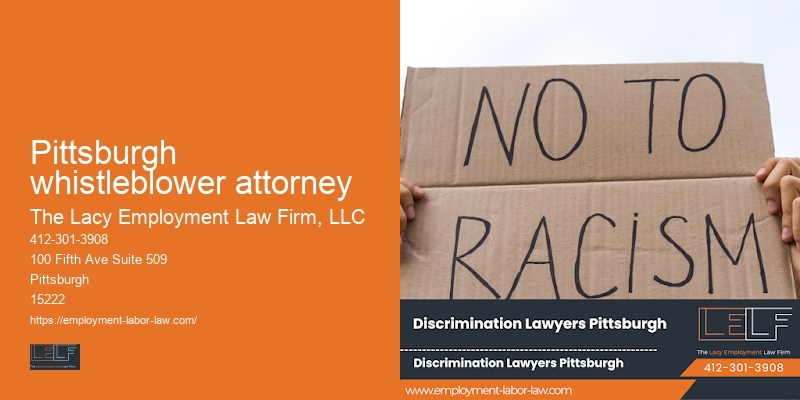 Pittsburgh
whistleblower attorney
The Lacy Employment Law Firm, LLC
412-301-3908
100 Fifth Ave Suite 509
Pittsburgh
15222
https://employment-labor-law.com/
LELF
The Lacy Employment Law Firm
NO TO
RACiSM
Discrimination Lawyers Pittsburgh
Discrimination Lawyers Pittsburgh
www.employment-labor-law.com
LELF
The Lacy Employment Law Firm
412-301-3908